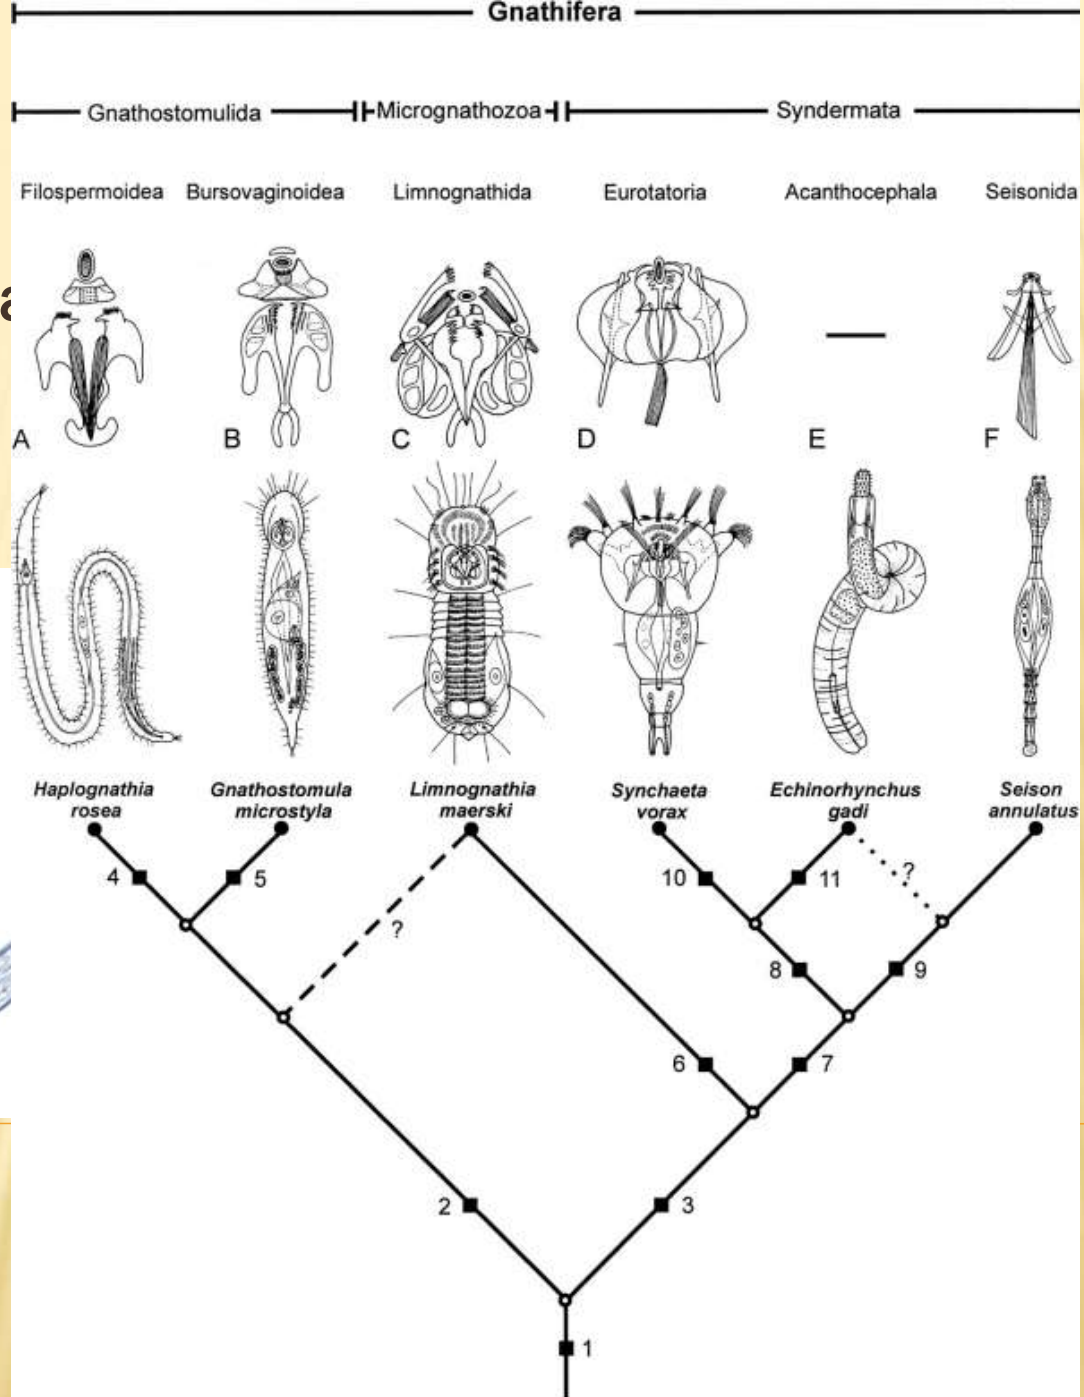 Gnathifera
Gnathostomulida Micrognathozoa Syndermata
Filospermoidea Bursovaginoidea Limnognathida Eurotatoria Acanthocephala Seisonida
a
A B C D E F
Haplognathia Gnathostomula Limnognathia Synchaeta Echinorhynchus Seison
rosea microstyla maerski vorax gadi annulatus
4 5 10 11 ?
?
8 9
6 7
2 3
1